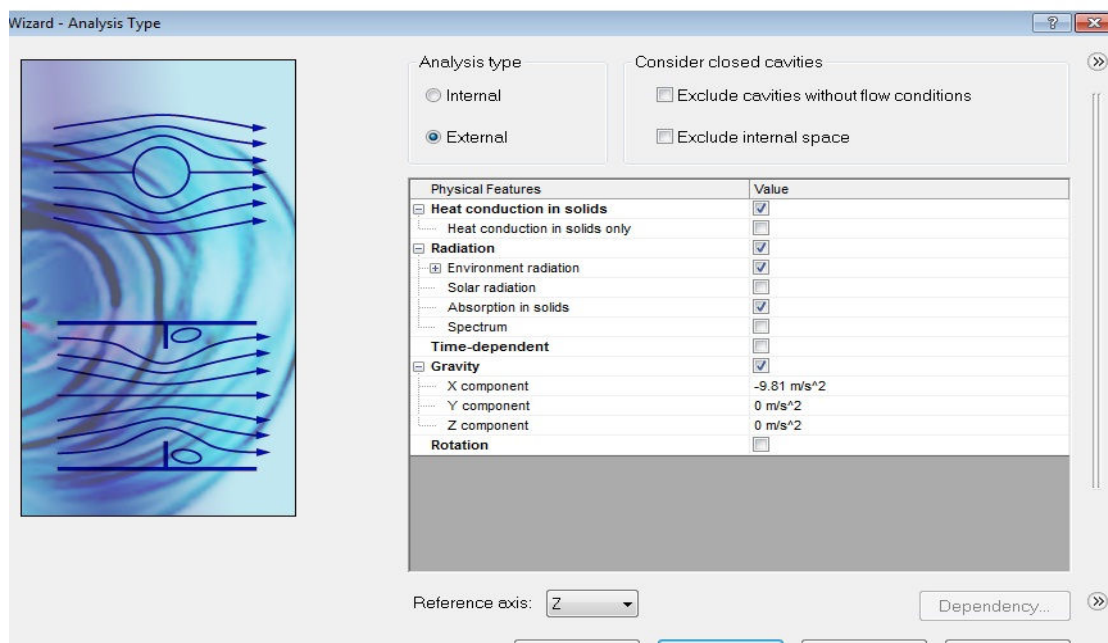 Wizard - Analysis Type
Analysis type
Consider closed cavities
Internal
Exclude cavities without flow conditions
External
Exclude internal space
Physical Features Value
Heat conduction in solids
Heat conduction in solids only
Radiation
Environment radiation
Solar radiation
Absorption in solids
Spectrum
Time-dependent
Gravity
X component -9.81 m/s^2
Y component 0 m/s^2
Z component 0 m/s^2
Rotation
Reference axis: Z
Dependency...